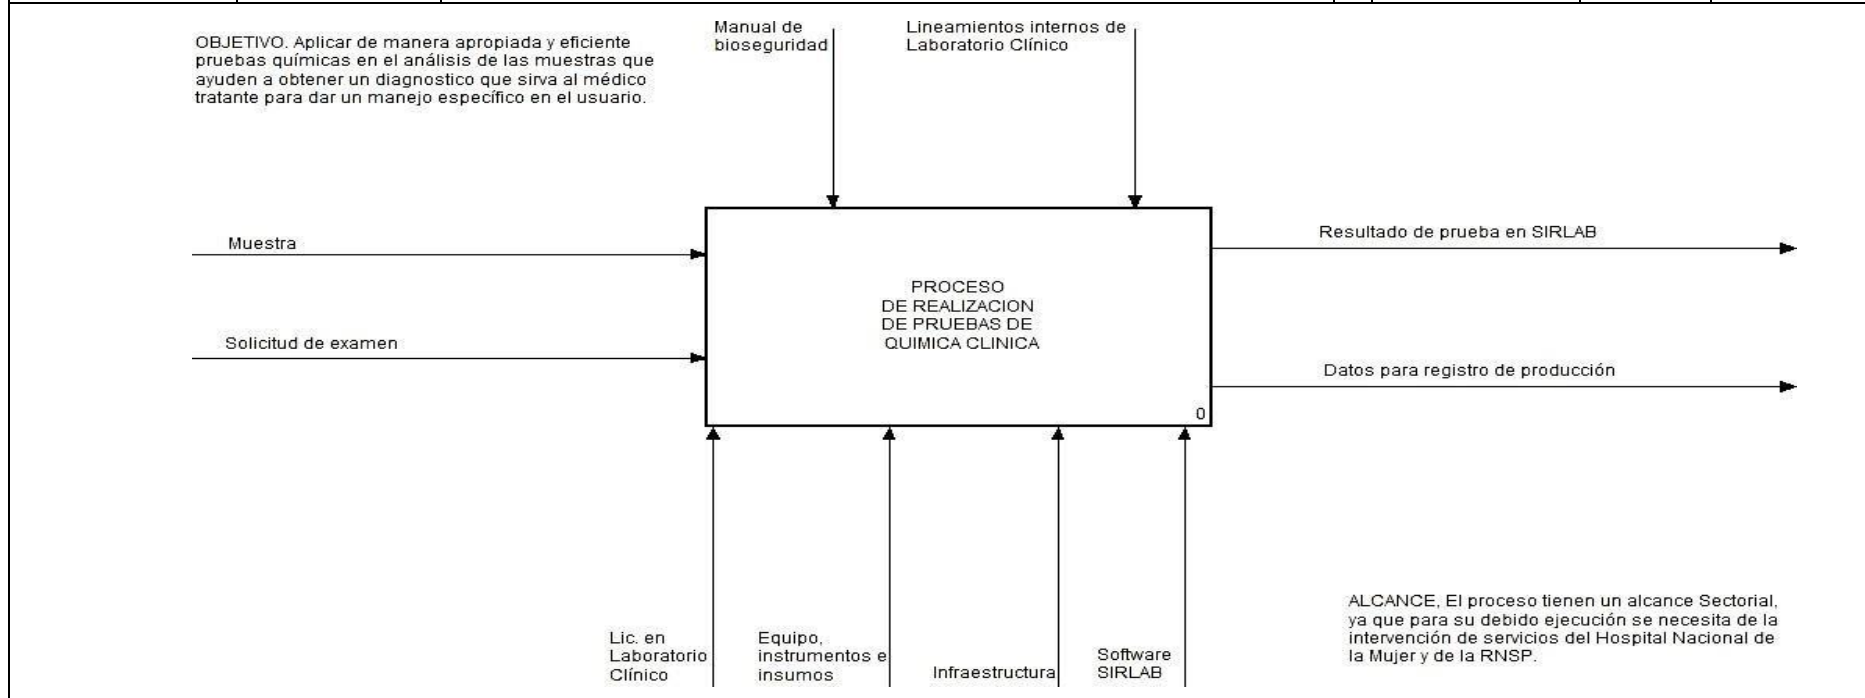 OBJETIVO. Aplicar de manera apropiada y eficiente
pruebas químicas en el análisis de las muestras que
ayuden a obtener un diagnostico que sirva al médico
tratante para dar un manejo específico en el usuario.
Manual de
bioseguridad
Lineamientos internos de
Laboratorio Clínico
Muestra
Solicitud de examen
PROCESO
DE REALIZACION
DE PRUEBAS DE
QUIMICA CLINICA
0
Resultado de prueba en SIRLAB
Datos para registro de producción
Lic. en
Laboratorio
Clínico
Equipo,
instrumentos e
insumos
Infraestructura
Software
SIRLAB
ALCANCE, El proceso tienen un alcance Sectorial,
ya que para su debido ejecución se necesita de la
intervención de servicios del Hospital Nacional de
la Mujer y de la RNSP.